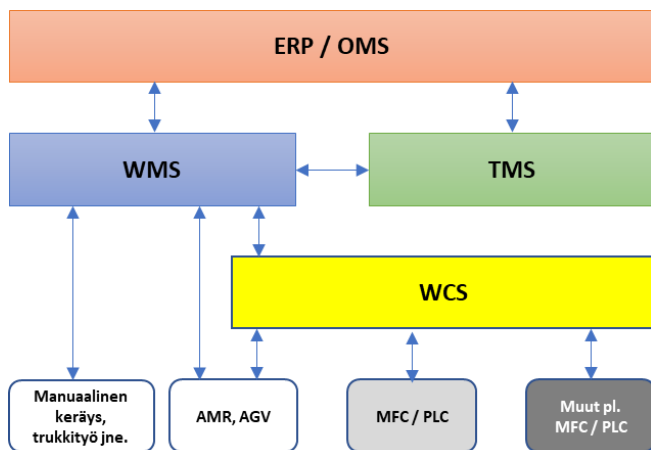 ERP / OMS
WMS
TMS
WCS
Manuaalinen
keräys,
trukkityö jne.
AMR, AGV
MFC / PLC
Muut pl.
MFC / PLC